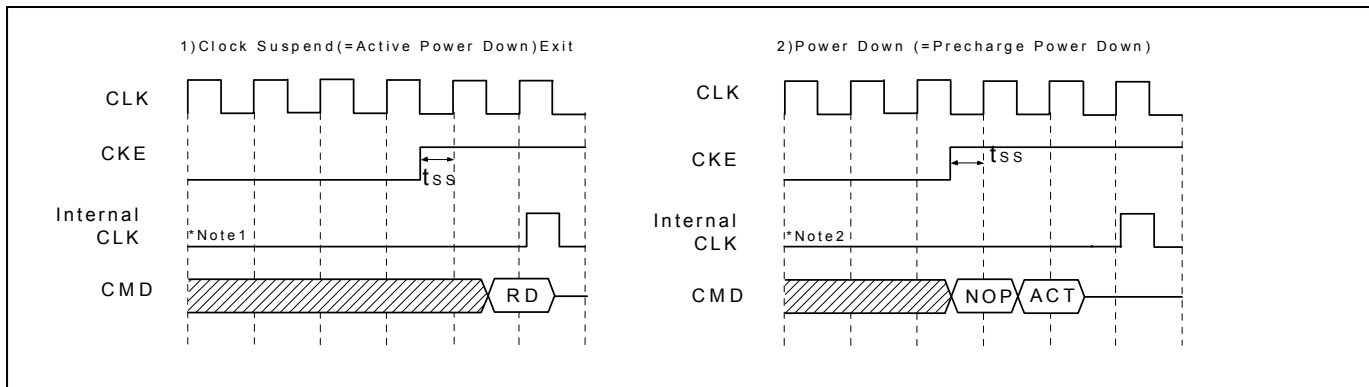 1)Clock Suspend(=Active Power Down)Exit
CLK
CKE
tSS
Internal
CLK
*Note1
CMD
RD
2)Power Down (=Precharge Power Down)
CLK
CKE
tSS
Internal
CLK
*Note2
CMD
NOP
ACT